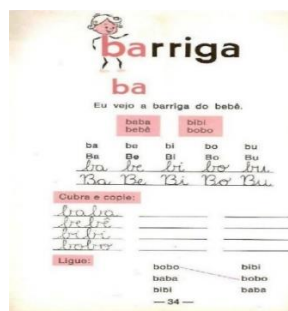 barriga
ba
Eu vejo a barriga do bebê.
baba bibi
bebê bobo
ba be bi bo bu
Ba Be Bi Bo Bu
ba be bi bo bu
Ba Be Bi Bo Bu
Cubra e copie:
baba
bebê
bibi
bobo
Ligue:
bobo bibi
baba bobo
bibi baba
— 34 —